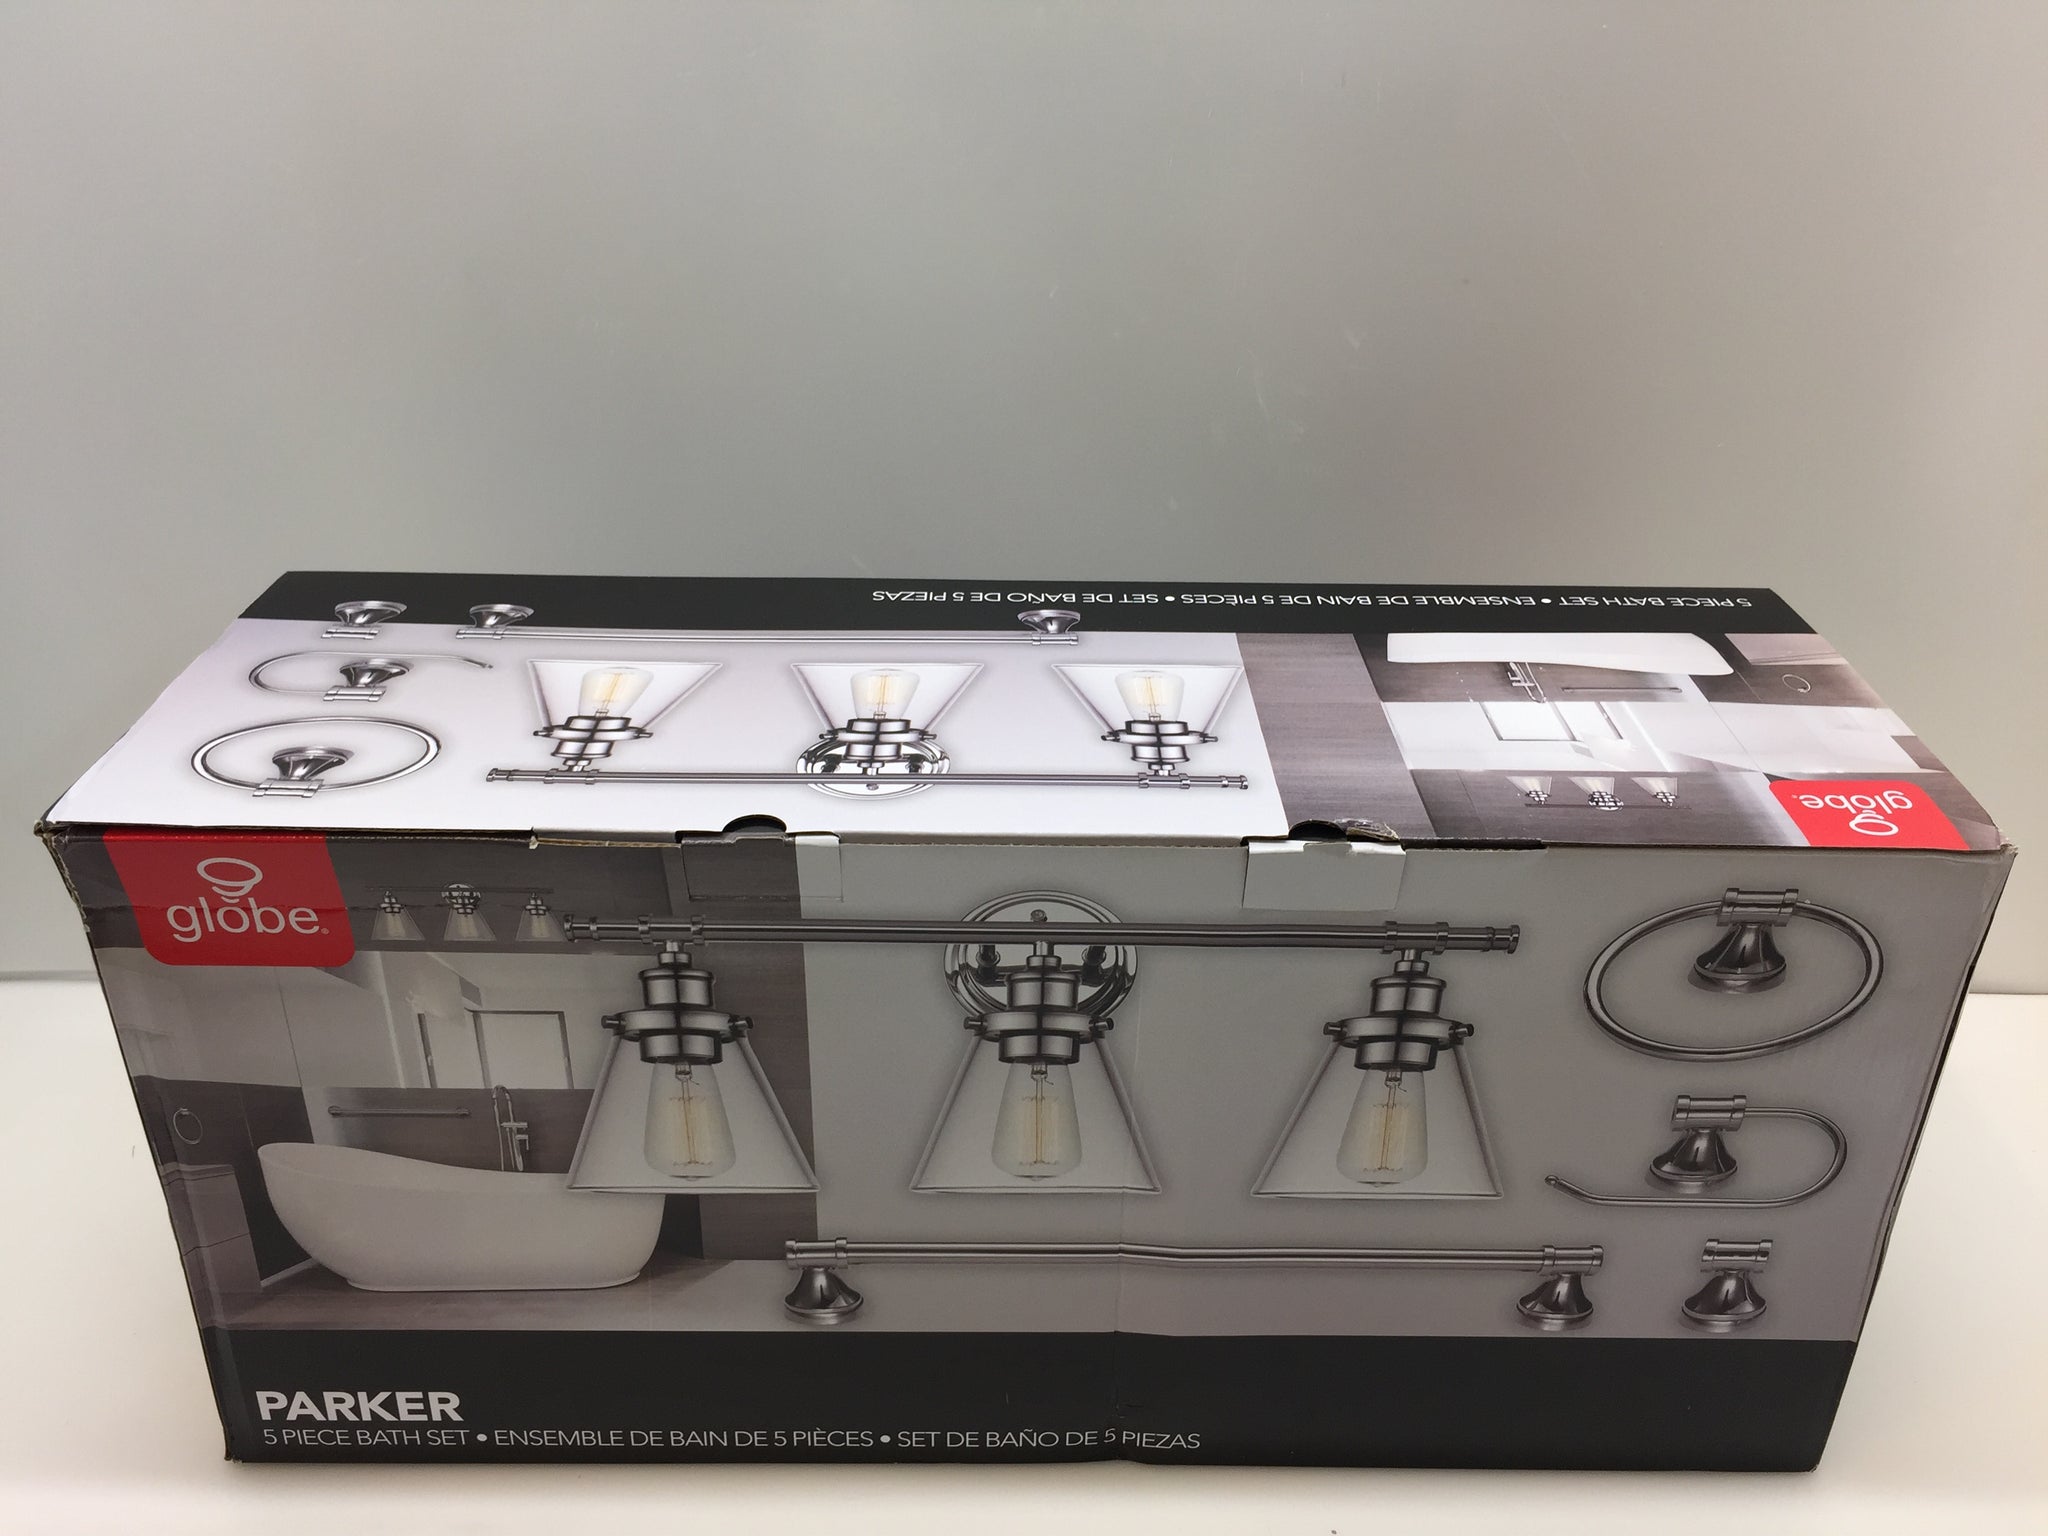 5 PIECE BATH SET • ENSEMBLE DE BAIN DE 5 PIÈCES • SET DE BAÑO DE 5 PIEZAS
globe
globe
PARKER
5 PIECE BATH SET • ENSEMBLE DE BAIN DE 5 PIÈCES • SET DE BAÑO DE 5 PIEZAS